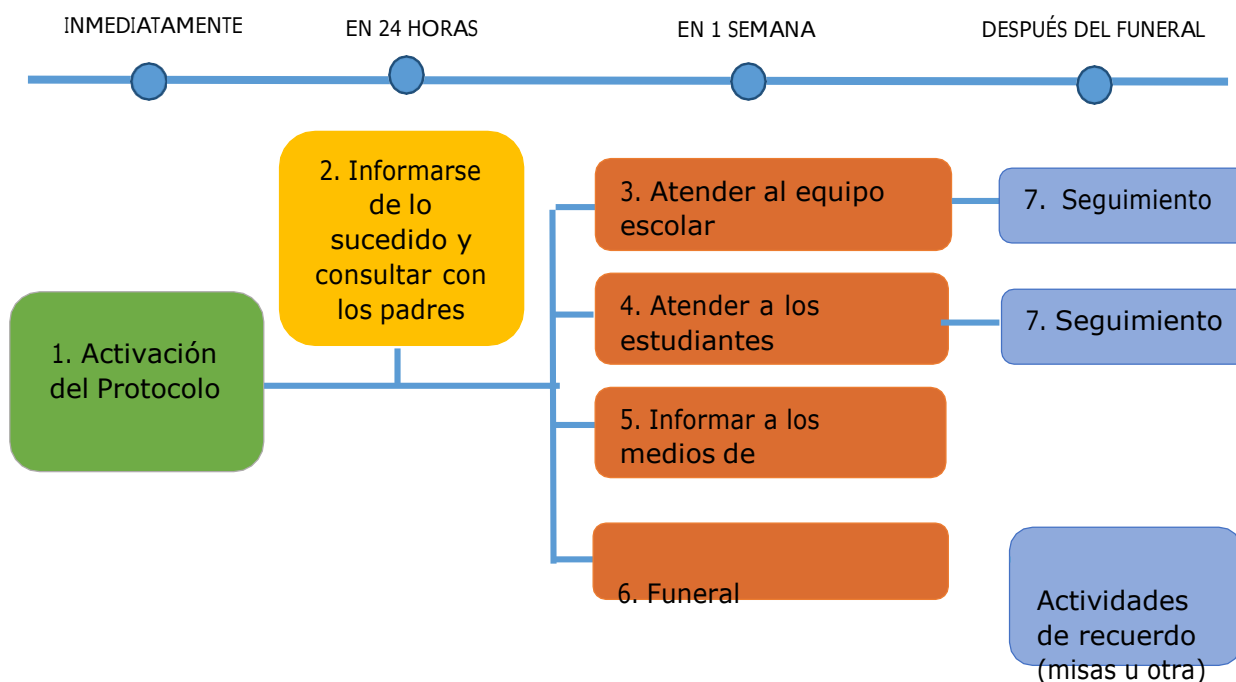 INMEDIATAMENTE
EN 24 HORAS
EN 1 SEMANA
DESPUÉS DEL FUNERAL
1. Activación
del Protocolo
2. Informarse
de lo
sucedido y
consultar con
los padres
3. Atender al equipo
escolar
4. Atender a los
estudiantes
5. Informar a los
medios de
6. Funeral
7. Seguimiento
7. Seguimiento
Actividades
de recuerdo
(misas u otra)